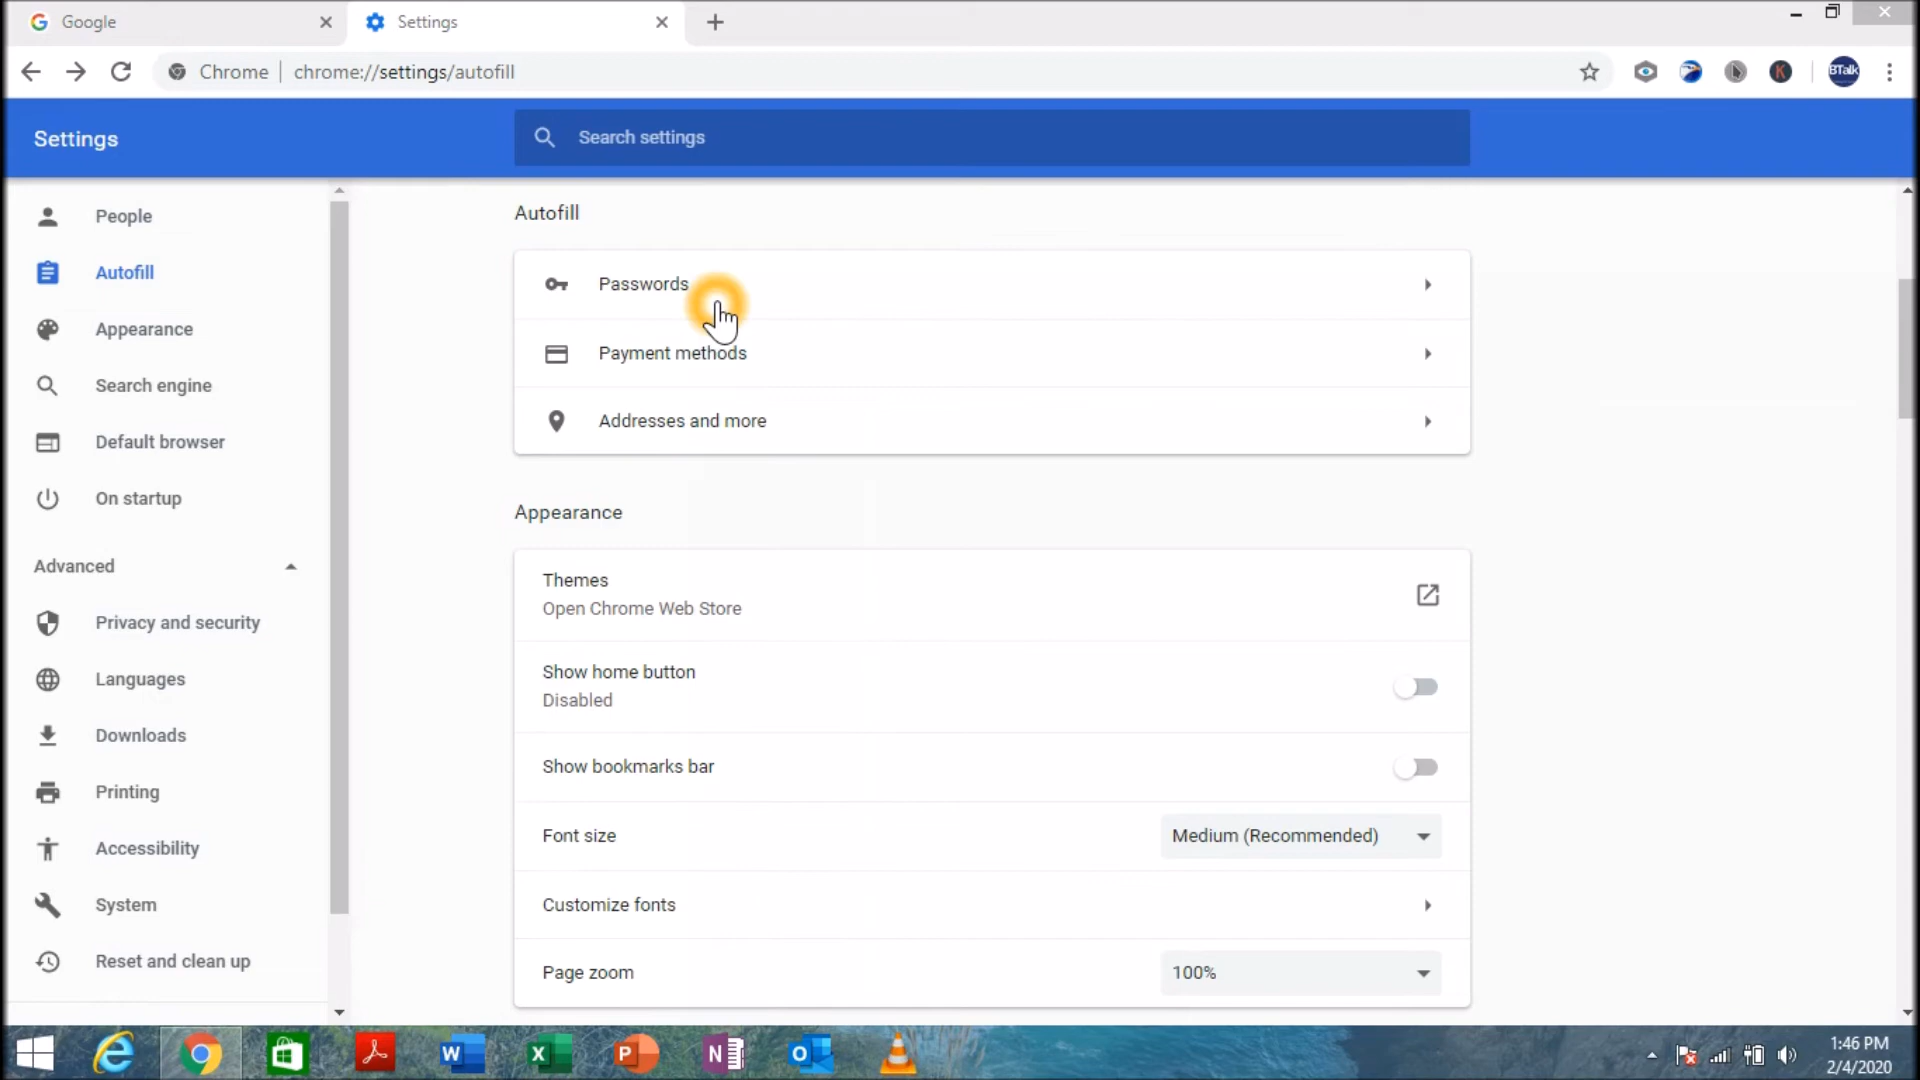 Google
Settings
Chrome
chrome://settings/autofill
BTalk
Settings
Search settings
People
Autofill
Appearance
Search engine
Default browser
On startup
Advanced
Privacy and security
Languages
Downloads
Printing
Accessibility
System
Reset and clean up
Autofill
Passwords
Payment methods
Addresses and more
Appearance
Themes
Open Chrome Web Store
Show home button
Disabled
Show bookmarks bar
Font size
Medium (Recommended)
Customize fonts
Page zoom
100%
1:46 PM
2/4/2020